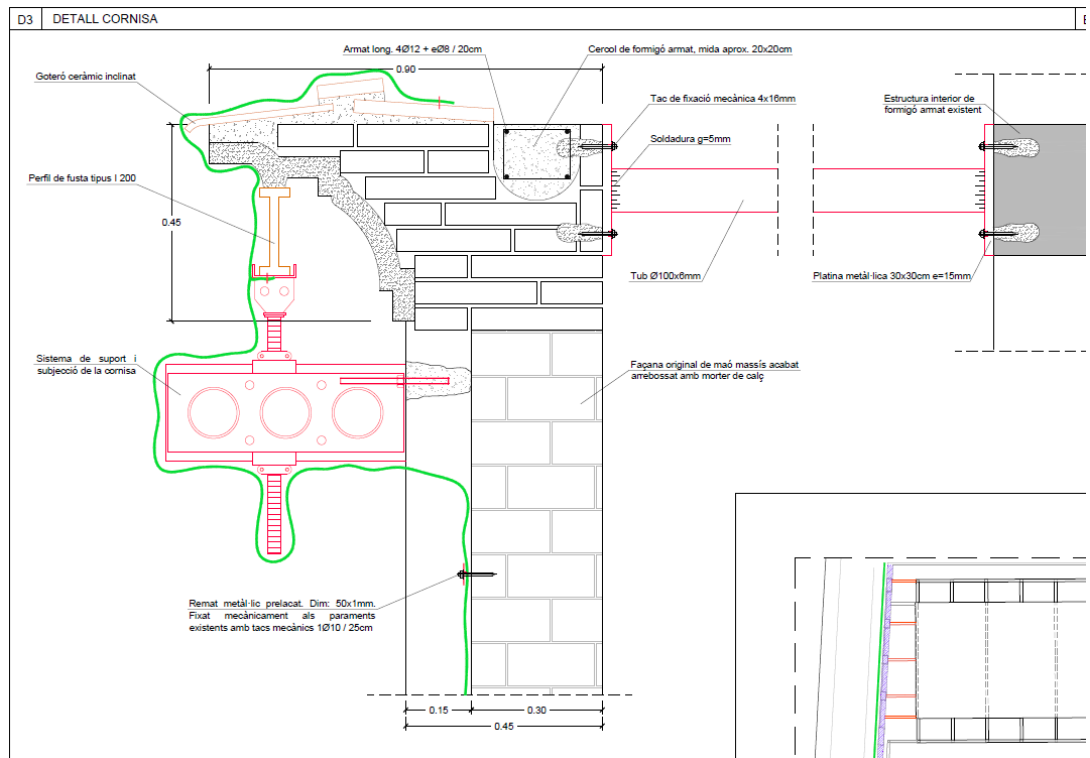 D3 DETALL CORNISA
E
Armat long. 4Ø12 + eØ8 / 20cm
Cercol de formigó armat, mida aprox. 20x20cm
0.90
Goteró ceràmic inclinat
Tac de fixació mecànica 4x16mm
Estructura interior de
formigó armat existent
Soldadura g=5mm
Perfil de fusta tipus I 200
0.45
Tub Ø100x6mm
Platina metàl·lica 30x30cm e=15mm
Sistema de suport i
subjecció de la cornisa
Façana original de maó massís acabat
arrebossat amb morter de calç
Remat metàl·lic prelacat. Dim: 50x1mm.
Fixat mecànicament als paraments
existents amb tacs mecànics 1Ø10 / 25cm
0.15
0.30
0.45